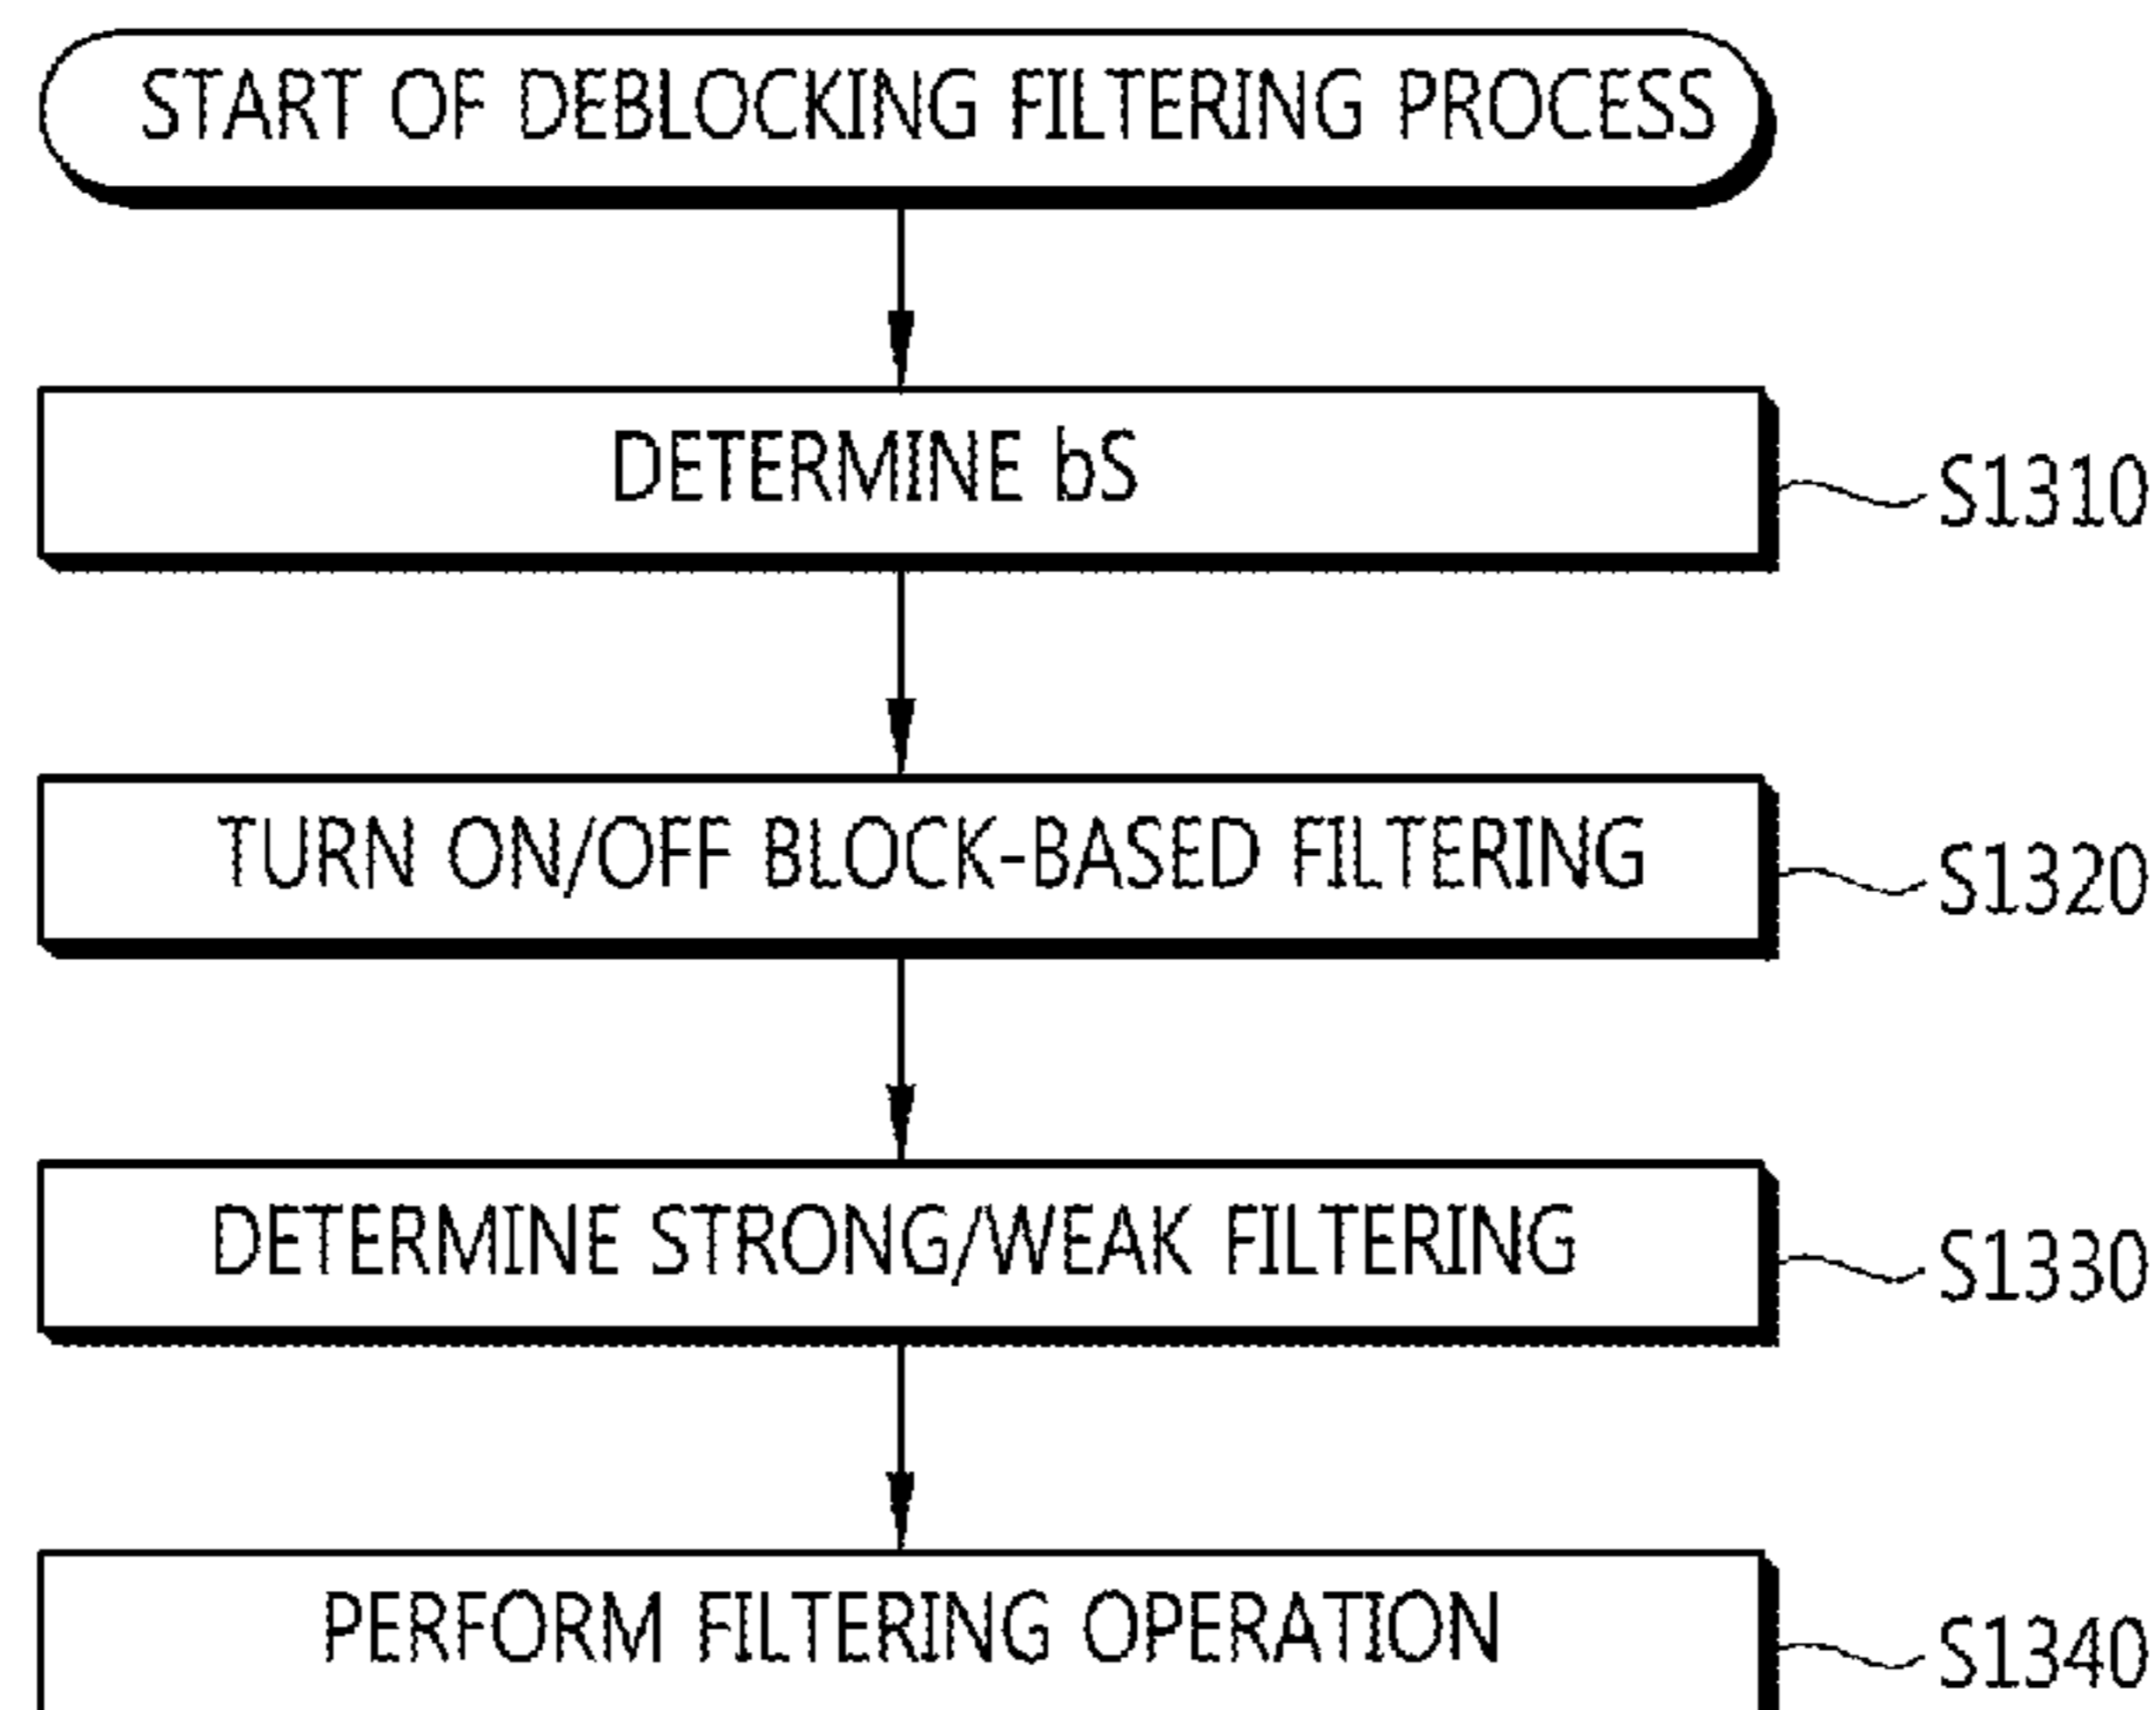 START OF DEBLOCKING FILTERING PROCESS
DETERMINE bS
S1310
TURN ON/OFF BLOCK-BASED FILTERING
S1320
DETERMINE STRONG/WEAK FILTERING
S1330
PERFORM FILTERING OPERATION
S1340